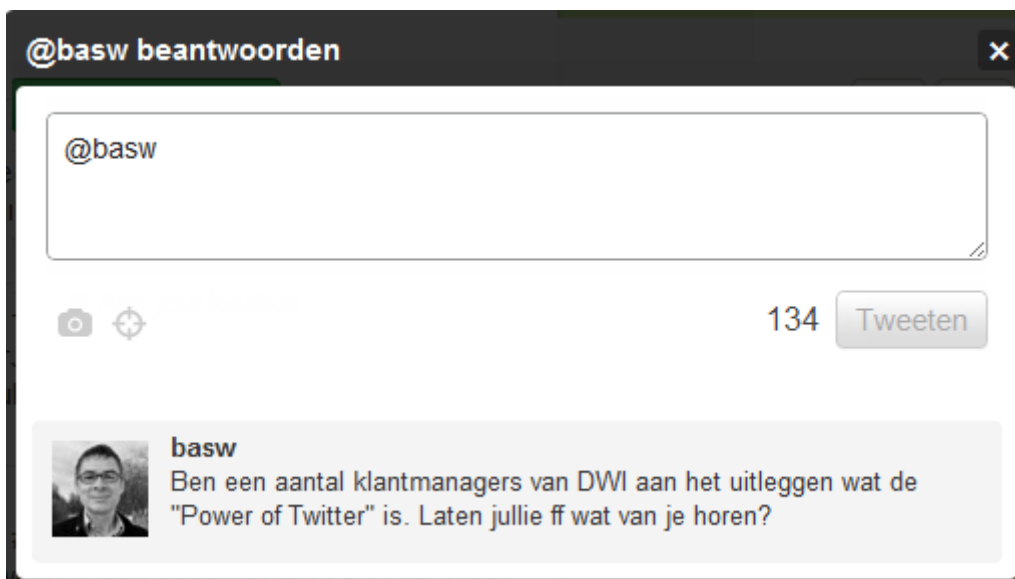 @basw beantwoorden
@basw
134 Tweeten
basw
Ben een aantal klantmanagers van DWI aan het uitleggen wat de
"Power of Twitter" is. Laten jullie ff wat van je horen?